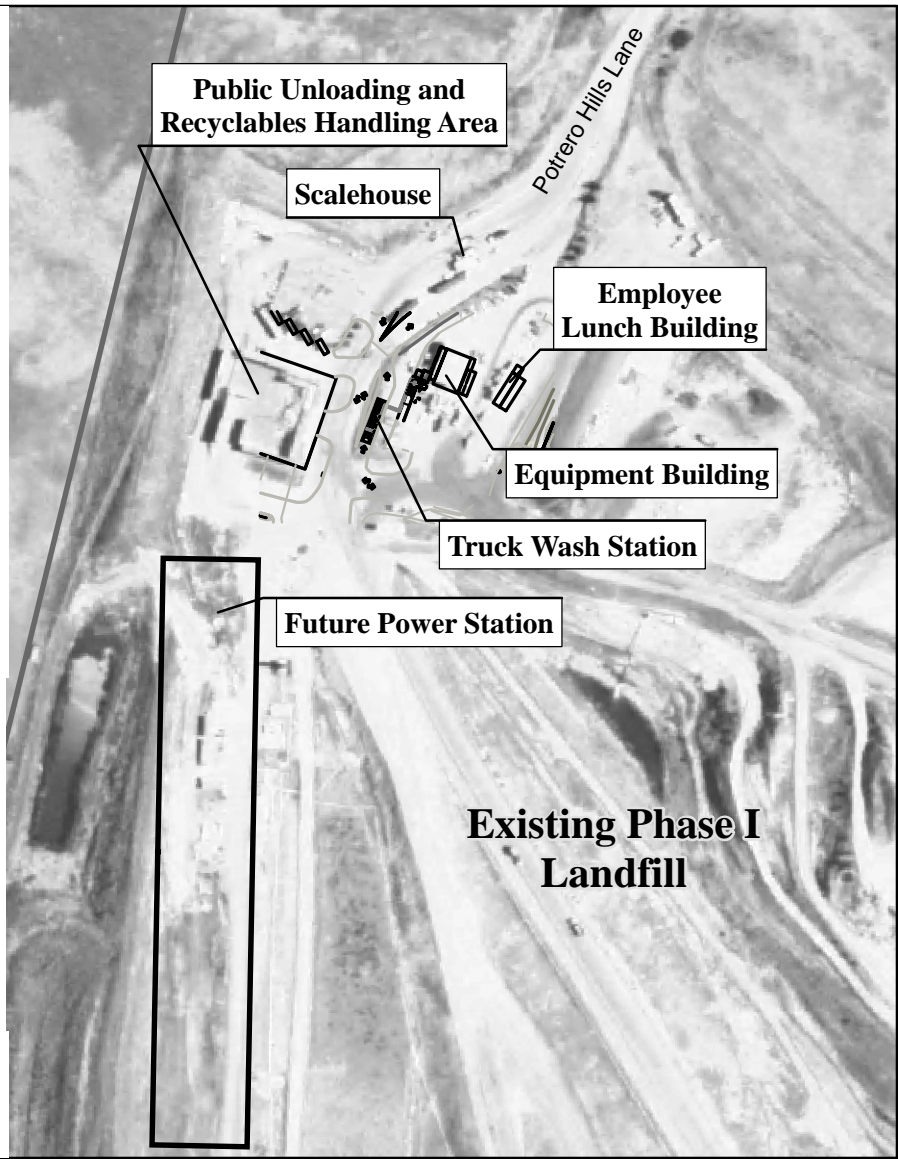 Potrero Hills Lane
Public Unloading and
Recyclables Handling Area
Scalehouse
Employee
Lunch Building
Equipment Building
Truck Wash Station
Future Power Station
Existing Phase I
Landfill